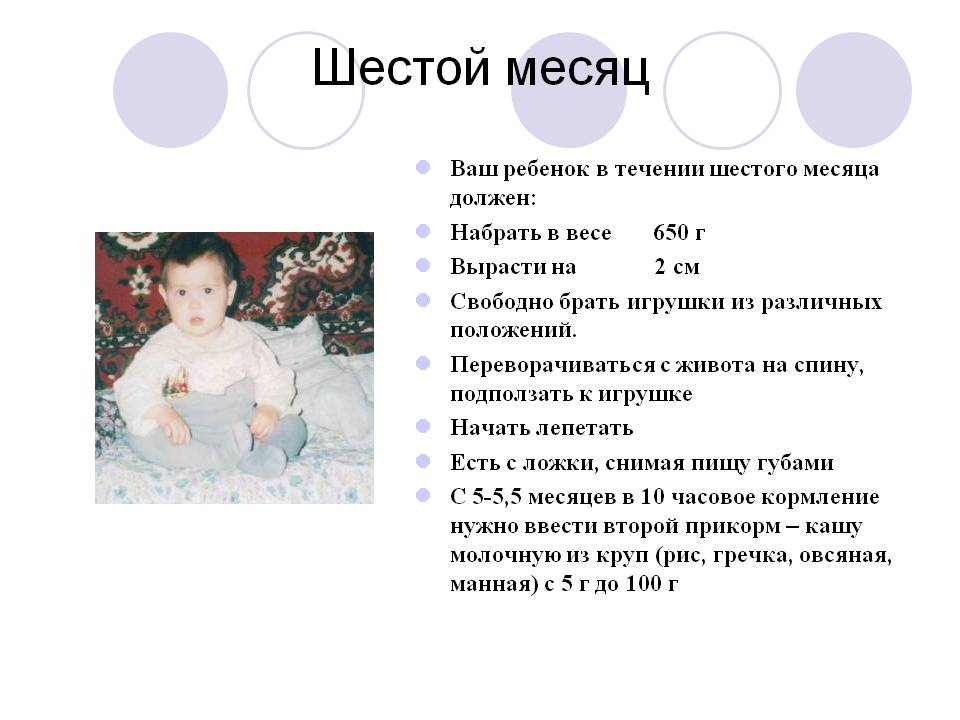 Шестой месяц
Ваш ребенок в течении шестого месяца
должен:
Набрать в весе 650 г
Вырасти на 2 см
Свободно брать игрушки из различных
положений.
Переворачиваться с живота на спину,
подползать к игрушке
Начать лепетать
Есть с ложки, снимая пищу губами
С 5-5,5 месяцев в 10 часовое кормление
нужно ввести второй прикорм – кашу
молочную из круп (рис, гречка, овсяная,
манная) с 5 г до 100 г